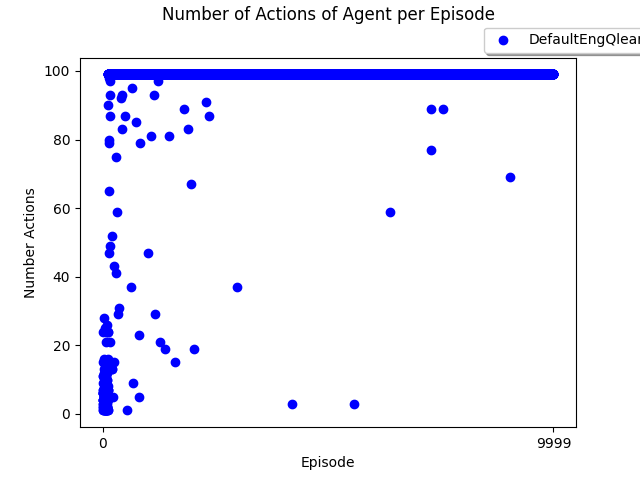 Number of Actions of Agent per Episode
DefaultEngQlear
100
80
60
40
20
0
Number Actions
0
9999
Episode